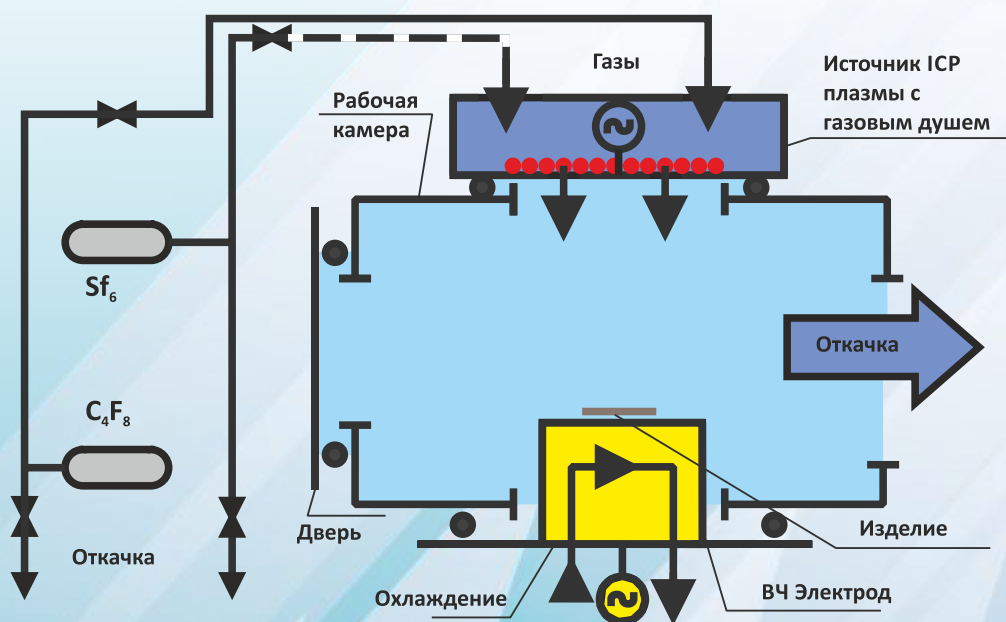 Газы
Источник ICP
плазмы с
газовым душем
Рабочая
камера
Sf₆
Откачка
C₄F₈
Дверь
Изделие
Откачка
Охлаждение
ВЧ Электрод